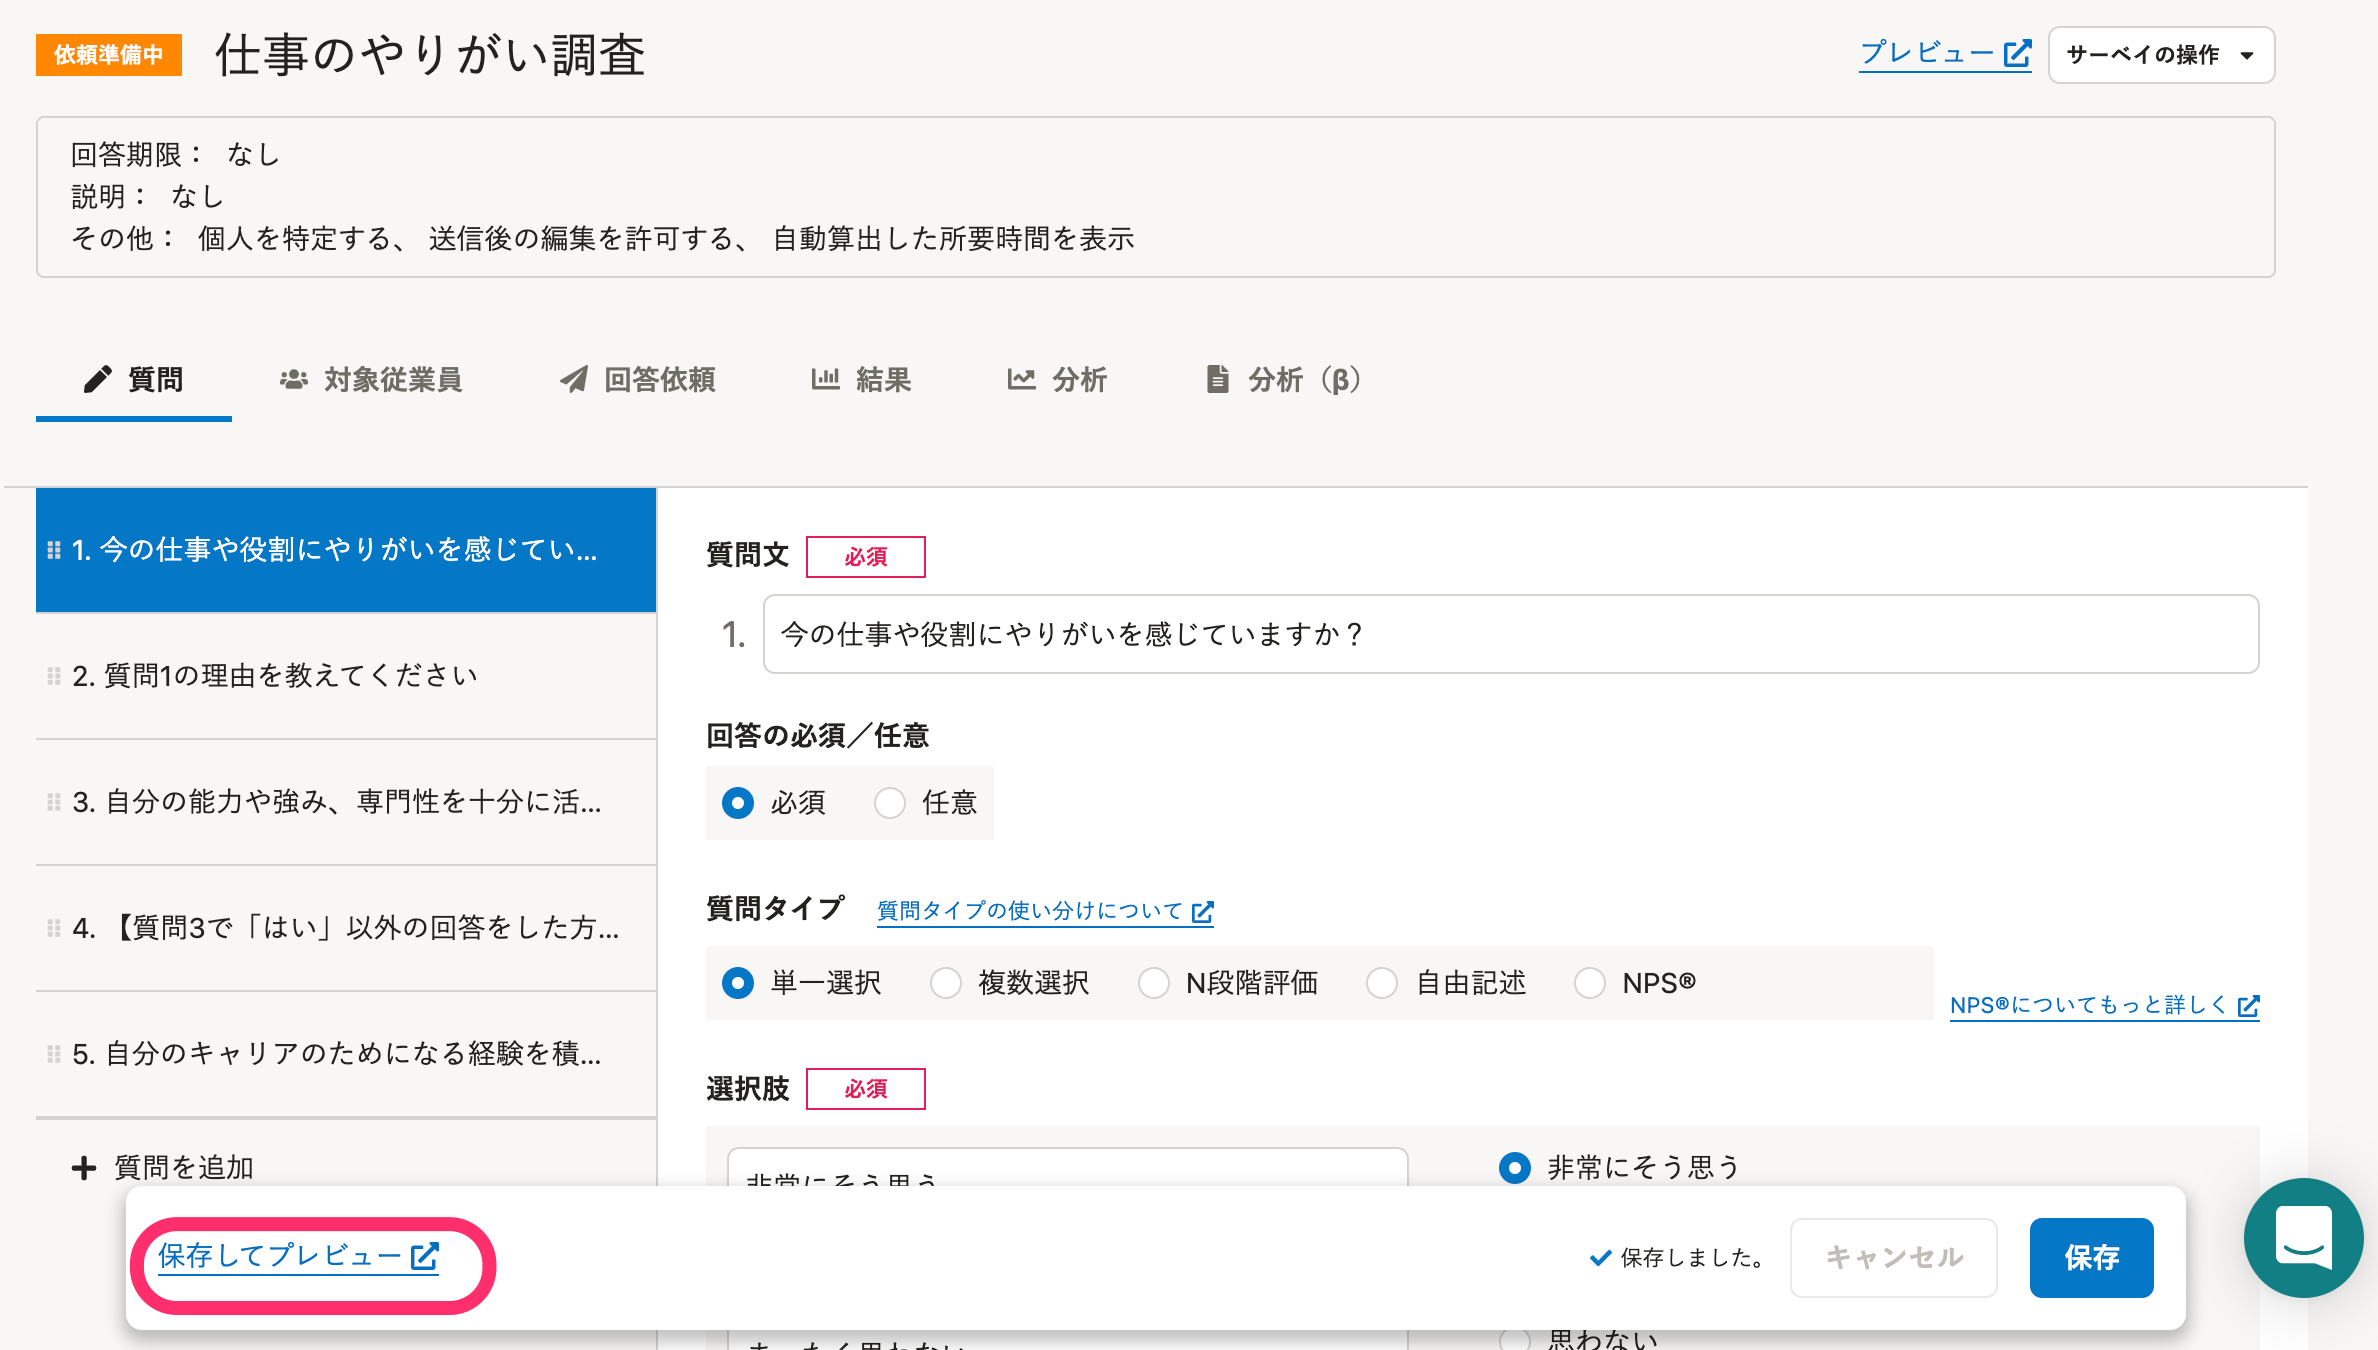 依頼準備中 仕事のやりがい調査 プレビュー サーベイの操作
回答期限： なし
説明： なし
その他： 個人を特定する、 送信後の編集を許可する、 自動算出した所要時間を表示
質問 対象従業員 回答依頼 結果 分析 分析（β）
1. 今の仕事や役割にやりがいを感じてい...
2. 質問1の理由を教えてください
3. 自分の能力や強み、専門性を十分に活...
4. 【質問3で「はい」以外の回答をした方...
5. 自分のキャリアのためになる経験を積...
質問を追加
質問文 必須
1. 今の仕事や役割にやりがいを感じていますか？
回答の必須／任意
必須 任意
質問タイプ 質問タイプの使い分けについて
単一選択 複数選択 N段階評価 自由記述 NPS®
NPS®についてもっと詳しく
選択肢 必須
非常にそう思う 非常にそう思う
保存してプレビュー 保存しました。 キャンセル 保存
思わない